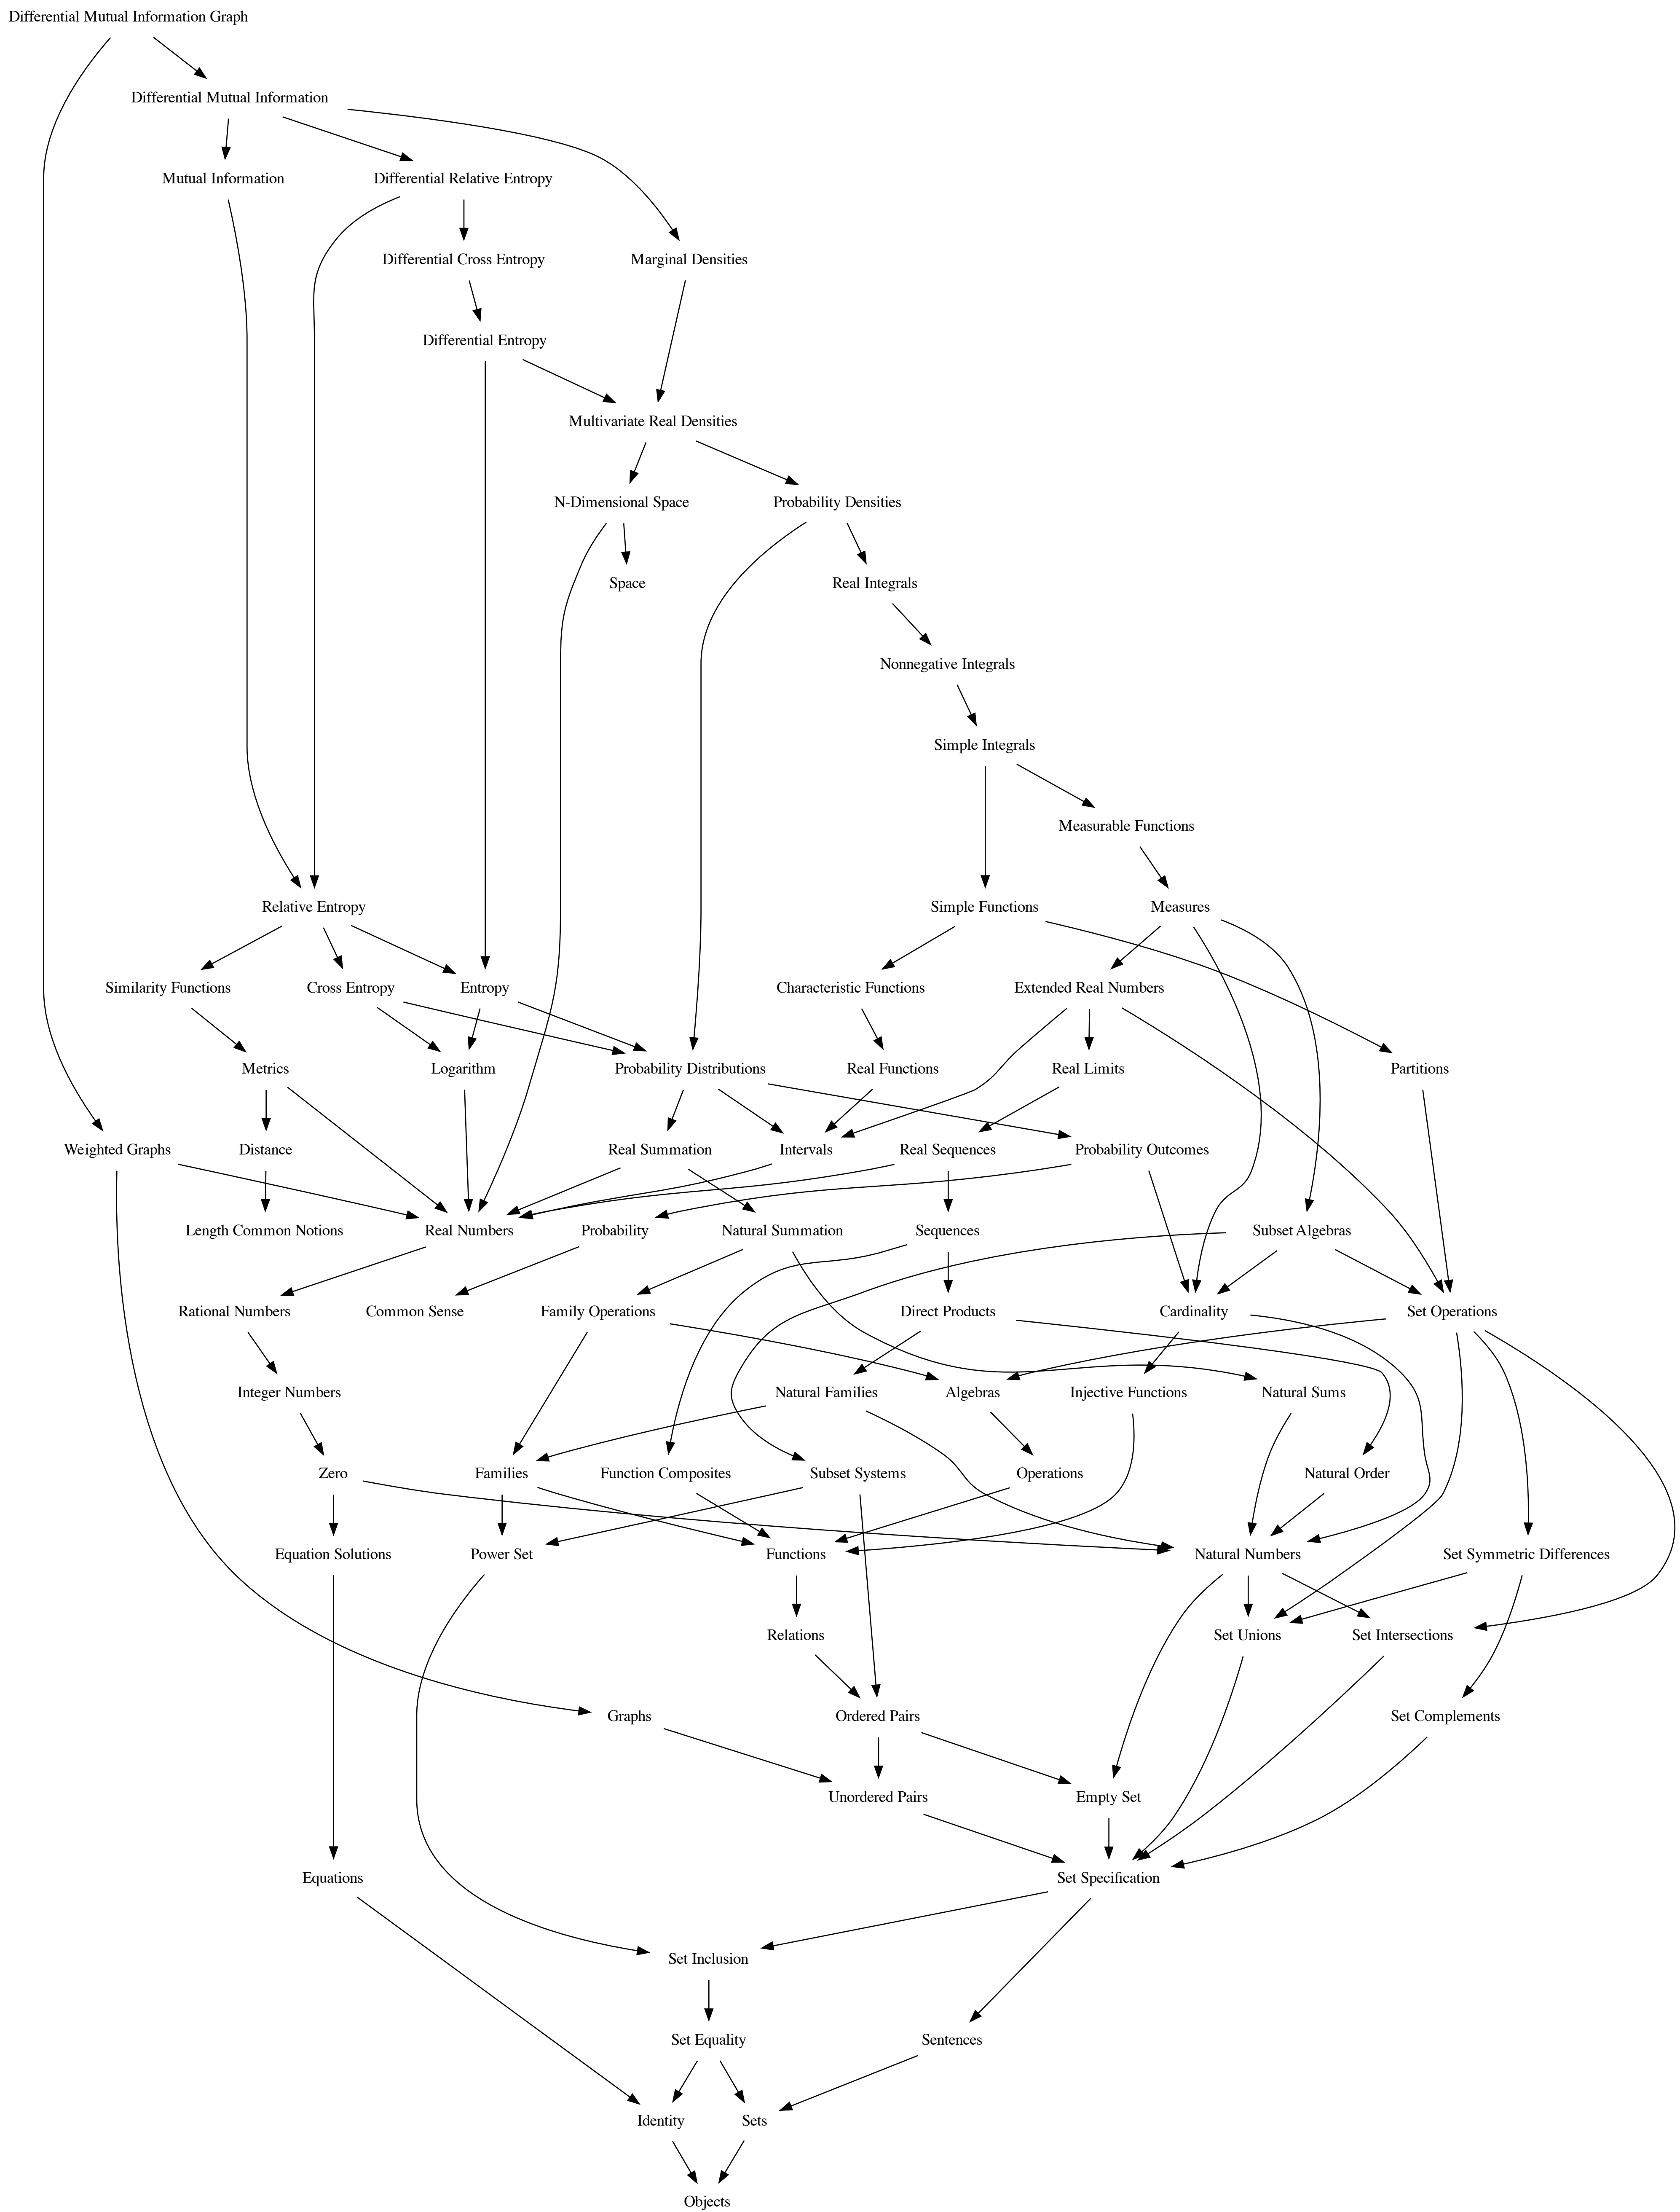 Differential Mutual Information Graph
Differential Mutual Information
Mutual Information
Differential Relative Entropy
Differential Cross Entropy
Marginal Densities
Differential Entropy
Multivariate Real Densities
N-Dimensional Space
Probability Densities
Space
Real Integrals
Nonnegative Integrals
Simple Integrals
Measurable Functions
Relative Entropy
Simple Functions
Measures
Similarity Functions
Cross Entropy
Entropy
Characteristic Functions
Extended Real Numbers
Metrics
Logarithm
Probability Distributions
Real Functions
Real Limits
Partitions
Weighted Graphs
Distance
Real Summation
Intervals
Real Sequences
Probability Outcomes
Length Common Notions
Real Numbers
Probability
Natural Summation
Sequences
Subset Algebras
Rational Numbers
Common Sense
Family Operations
Direct Products
Cardinality
Set Operations
Integer Numbers
Natural Families
Algebras
Injective Functions
Natural Sums
Zero
Families
Function Composites
Subset Systems
Operations
Natural Order
Equation Solutions
Power Set
Functions
Natural Numbers
Set Symmetric Differences
Relations
Set Unions
Set Intersections
Graphs
Ordered Pairs
Set Complements
Unordered Pairs
Empty Set
Equations
Set Specification
Set Inclusion
Set Equality
Sentences
Identity
Sets
Objects